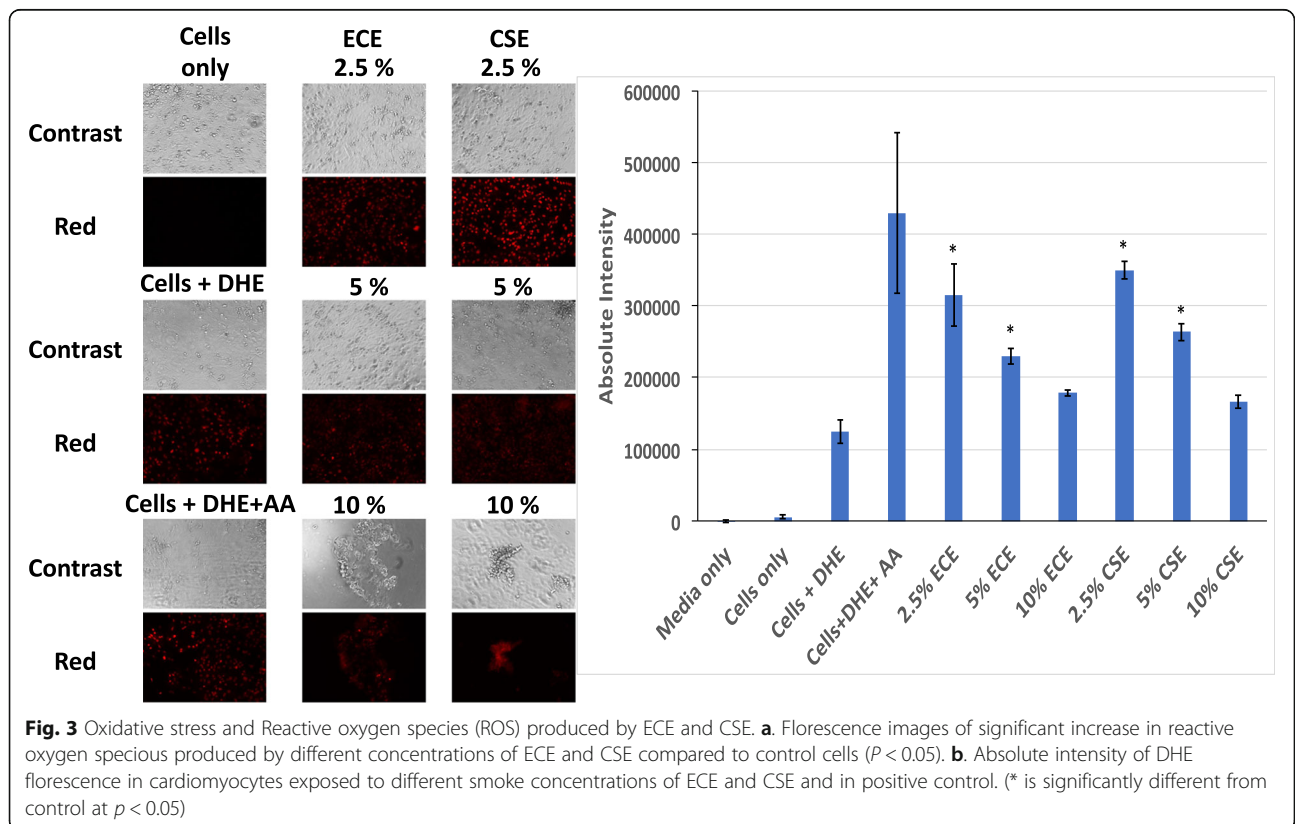 Cells only
ECE 2.5 %
CSE 2.5 %
Contrast
Red
Cells + DHE
5 %
5 %
Contrast
Red
Cells + DHE+AA
10 %
10 %
Contrast
Red
Absolute Intensity
600000
500000
400000
300000
200000
100000
0
*
*
*
*
Media only
Cells only
Cells + DHE
Cells+DHE+ AA
2.5% ECE
5% ECE
10% ECE
2.5% CSE
5% CSE
10% CSE
Fig. 3 Oxidative stress and Reactive oxygen species (ROS) produced by ECE and CSE. a. Florescence images of significant increase in reactive
oxygen specious produced by different concentrations of ECE and CSE compared to control cells (P < 0.05). b. Absolute intensity of DHE
florescence in cardiomyocytes exposed to different smoke concentrations of ECE and CSE and in positive control. (* is significantly different from
control at p < 0.05)